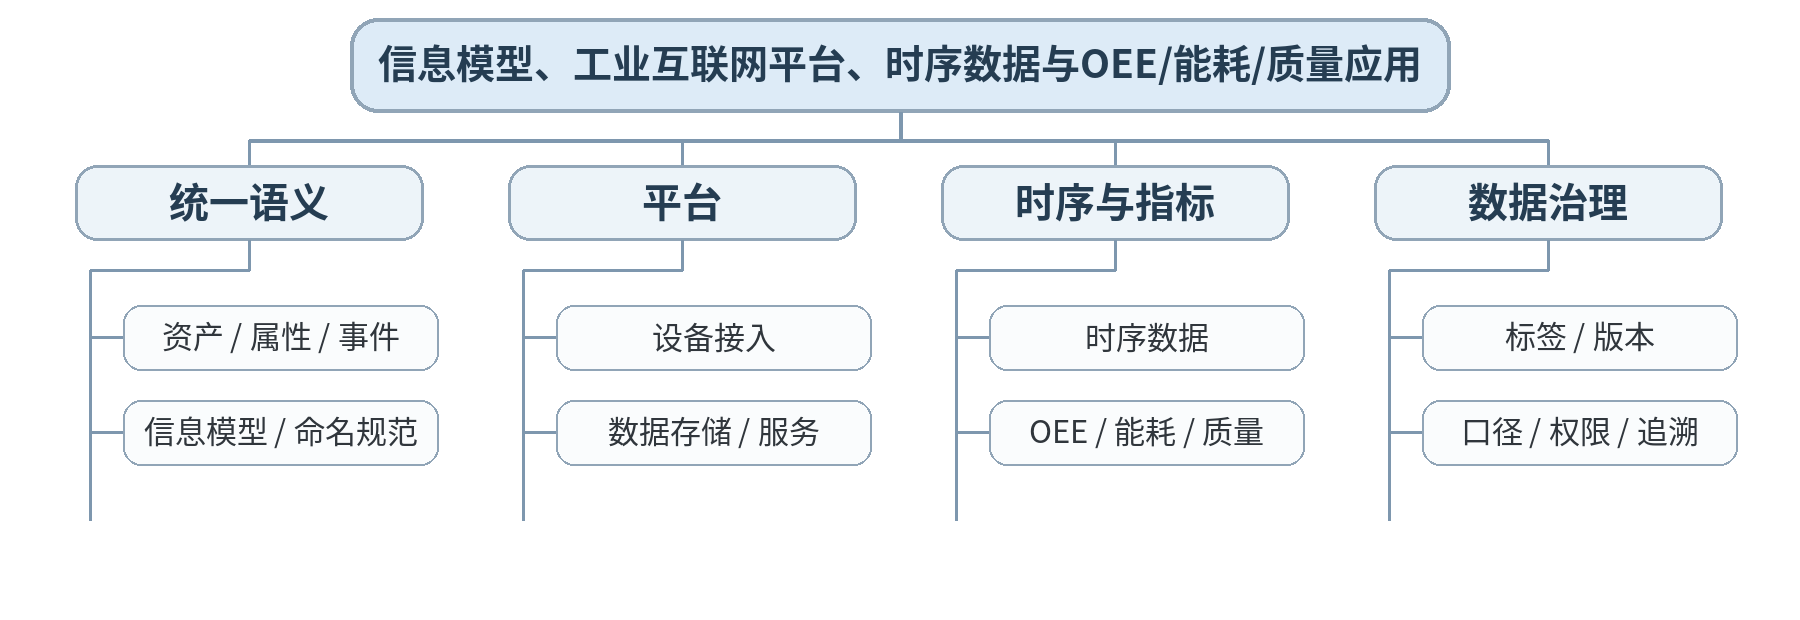 信息模型、工业互联网平台、时序数据与OEE/能耗/质量应用
统一语义
资产 / 属性 / 事件
信息模型 / 命名规范
平台
设备接入
数据存储 / 服务
时序与指标
时序数据
OEE / 能耗 / 质量
数据治理
标签 / 版本
口径 / 权限 / 追溯